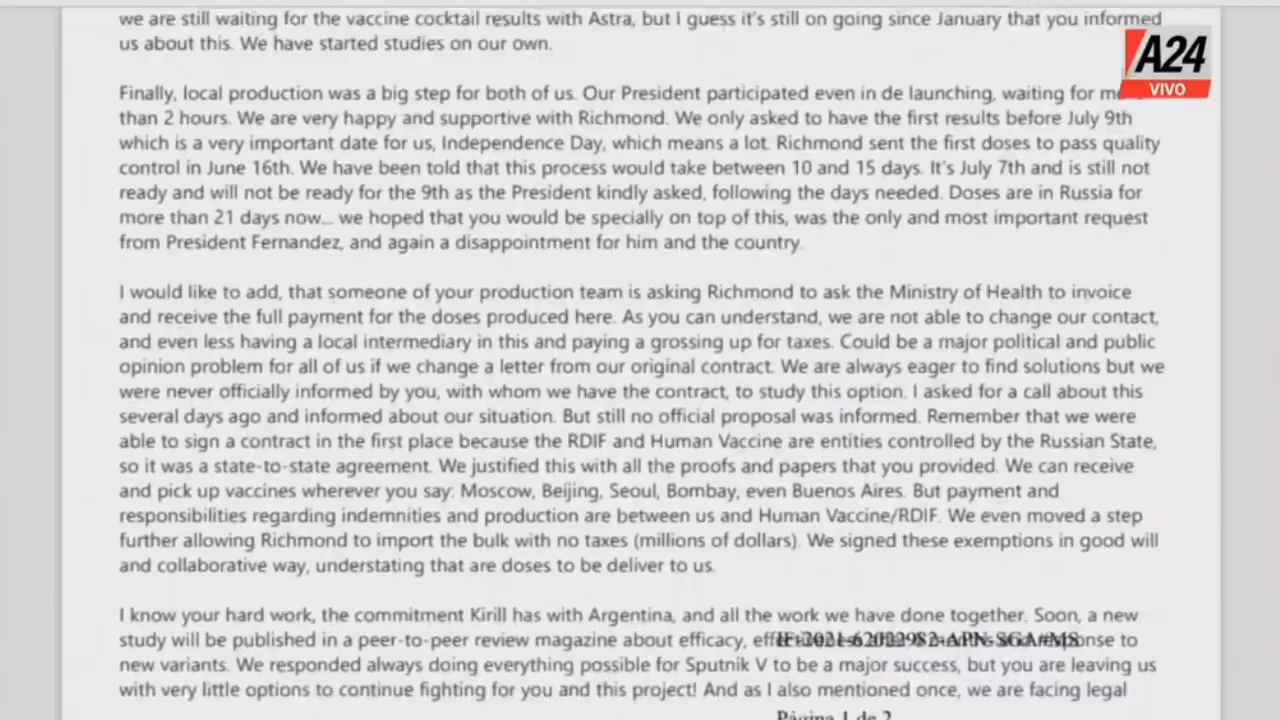 we are still waiting for the vaccine cocktail results with Astra, but I guess it's still on going since January that you informed
us about this. We have started studies on our own.
A24
VIVO
Finally, local production was a big step for both of us. Our President participated even in de launching, waiting for
than 2 hours. We are very happy and supportive with Richmond. We only asked to have the first results before July 9th
which is a very important date for us, Independence Day, which means a lot. Richmond sent the first doses to pass quality
control in June 16th. We have been told that this process would take between 10 and 15 days. It's July 7th and is still not
ready and will not be ready for the 9th as the President kindly asked, following the days needed. Doses are in Russia for
more than 21 days now... we hoped that you would be specially on top of this, was the only and most important request
from President Fernandez, and again a disappointment for him and the country.
I would like to add, that someone of your production team is asking Richmond to ask the Ministry of Health to invoice
and receive the full payment for the doses produced here. As you can understand, we are not able to change our contact,
and even less having a local intermediary in this and paying a grossing up for taxes. Could be a major political and public
opinion problem for all of us if we change a letter from our original contract. We are always eager to find solutions but we
were never officially informed by you, with whom we have the contract, to study this option. I asked for a call about this
several days ago and informed about our situation. But still no official proposal was informed. Remember that we were
able to sign a contract in the first place because the RDIF and Human Vaccine are entities controlled by the Russian State,
so it was a state-to-state agreement. We justified this with all the proofs and papers that you provided. We can receive
and pick up vaccines wherever you say: Moscow, Beijing, Seoul, Bombay, even Buenos Aires. But payment and
responsibilities regarding indemnities and production are between us and Human Vaccine/RDIF. We even moved a step
further allowing Richmond to import the bulk with no taxes (millions of dollars). We signed these exemptions in good will
and collaborative way, understating that are doses to be deliver to us.
I know your hard work, the commitment Kirill has with Argentina, and all the work we have done together. Soon, a new
study will be published in a peer-to-peer review magazine about efficacy, IF-2021-62022982-APN-SGA#MS to
new variants. We responded always doing everything possible for Sputnik V to be a major success, but you are leaving us
with very little options to continue fighting for you and this project! And as I also mentioned once, we are facing legal
Página 1 de 2